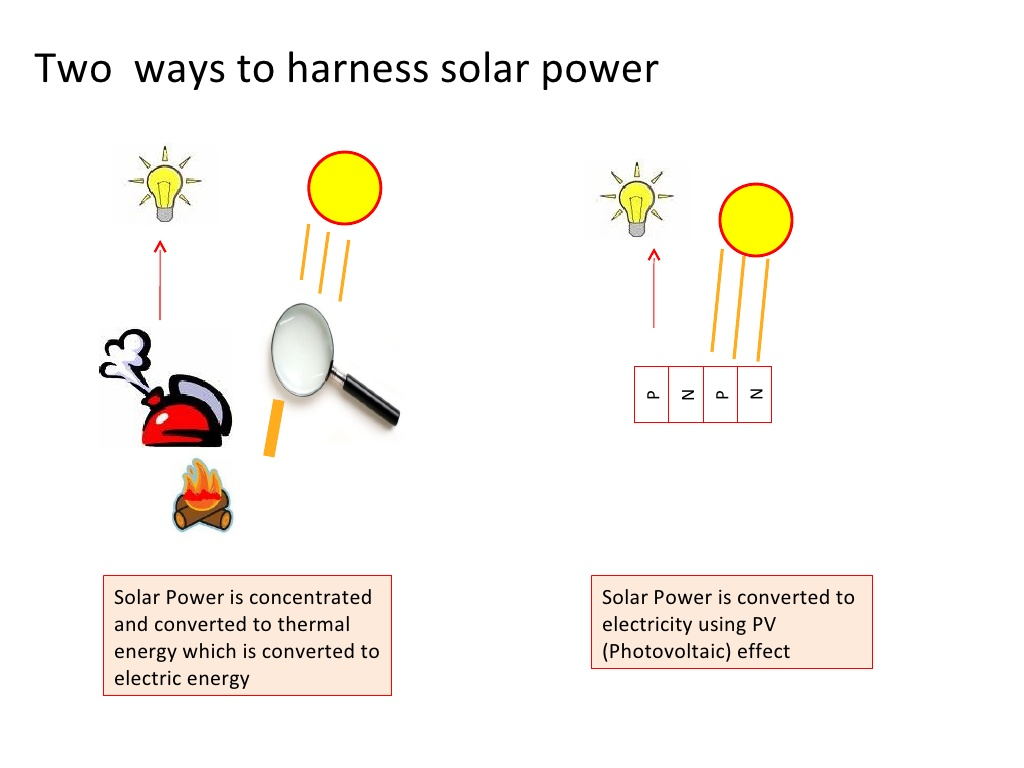 Two  ways to harness solar power
P N P N
Solar Power is concentrated
and converted to thermal
energy which is converted to
electric energy
Solar Power is converted to
electricity using PV
(Photovoltaic) effect